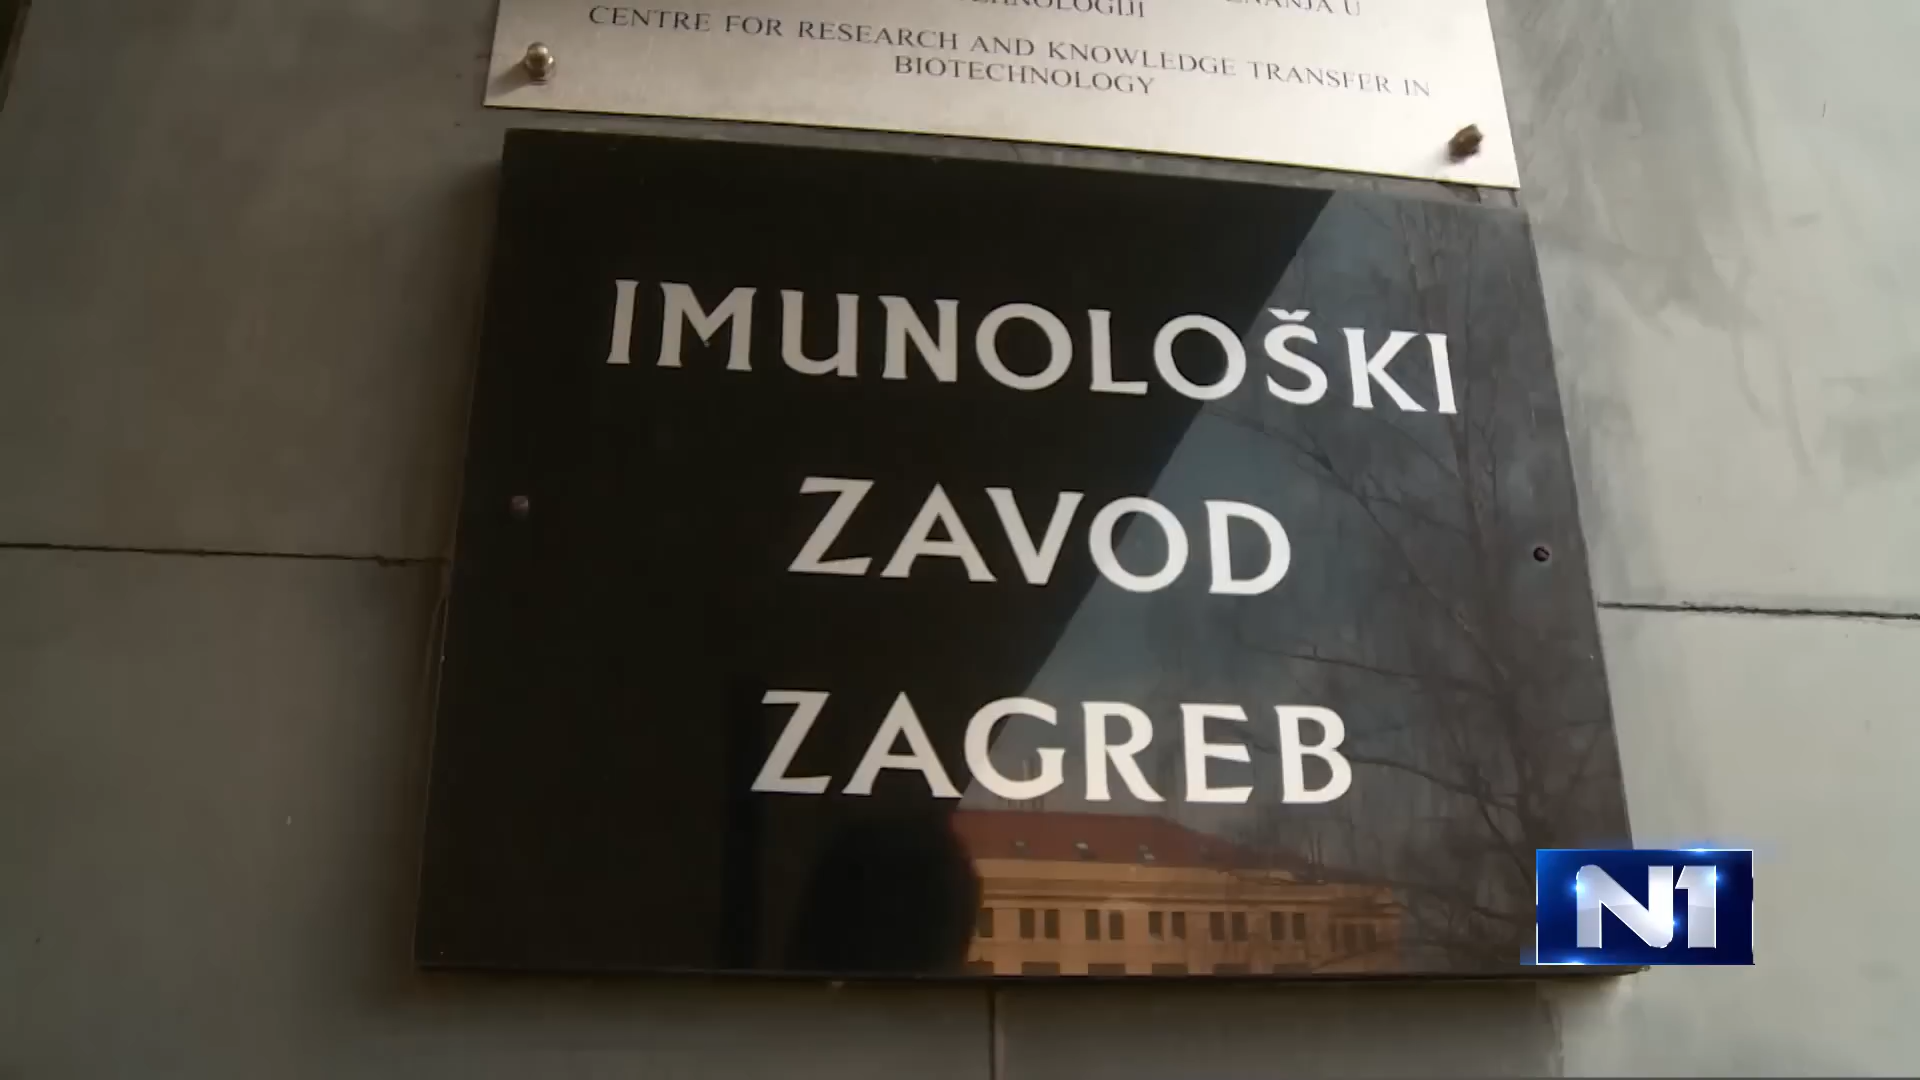 CENTRE FOR RESEARCH AND KNOWLEDGE TRANSFER IN
BIOTECHNOLOGY
IMUNOLOŠKI
ZAVOD
ZAGREB
N1